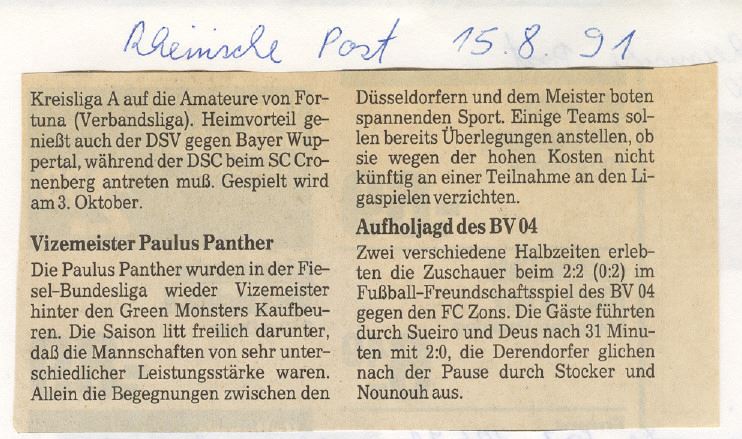 Rheinische Post 15.8.91
Kreisliga A auf die Amateure von For-
tuna (Verbandsliga). Heimvorteil ge-
nießt auch der DSV gegen Bayer Wup-
pertal, während der DSC beim SC Cro-
nenberg antreten muß. Gespielt wird
am 3. Oktober.
Vizemeister Paulus Panther
Die Paulus Panther wurden in der Fie-
sel-Bundesliga wieder Vizemeister
hinter den Green Monsters Kaufbeu-
ren. Die Saison litt freilich darunter,
daß die Mannschaften von sehr unter-
schiedlicher Leistungsstärke waren.
Allein die Begegnungen zwischen den
Düsseldorfern und dem Meister boten
spannenden Sport. Einige Teams sol-
len bereits Überlegungen anstellen, ob
sie wegen der hohen Kosten nicht
künftig an einer Teilnahme an den Li-
gaspielen verzichten.
Aufholjagd des BV 04
Zwei verschiedene Halbzeiten erleb-
ten die Zuschauer beim 2:2 (0:2) im
Fußball-Freundschaftsspiel des BV 04
gegen den FC Zons. Die Gäste führten
durch Sueiro und Deus nach 31 Minu-
ten mit 2:0, die Derendorfer glichen
nach der Pause durch Stocker und
Nounouh aus.